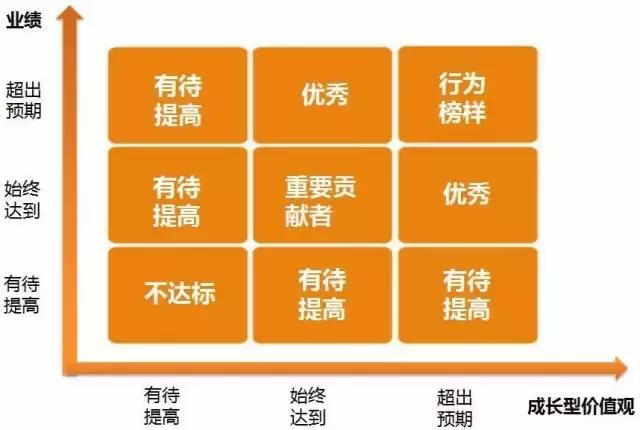 业绩
超出
预期
有待
提高
优秀
行为
榜样
始终
达到
有待
提高
重要贡
献者
优秀
有待
提高
不达标
有待
提高
有待
提高
有待
提高
始终
达到
超出
预期
成长型价值观